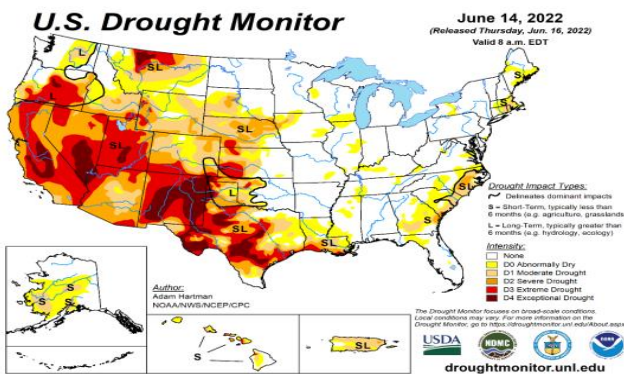 U.S. Drought Monitor
June 14, 2022
(Released Thursday, Jun. 16, 2022)
Valid 8 a.m. EDT
L
SL
S
L
S
SL
SL
SL
L
S
SL
SL
Drought Impact Types:
Delineates dominant impacts
S = Short-Term, typically less than
6 months (e.g. agriculture, grasslands
L = Long-Term, typically greater than
6 months (e.g. hydrology, ecology)
Intensity:
None
D0 Abnormally Dry
D1 Moderate Drought
D2 Severe Drought
D3 Extreme Drought
D4 Exceptional Drought
S
S
Author:
Adam Hartman
NOAA/NWS/NCEP/CPC
S
SL
The Drought Monitor focuses on broad-scale conditions.
Local conditions may vary. For more information on the
Drought Monitor, go to https://droughtmonitor.unl.edu/About.aspx
USDA
NDMC
NOAA
droughtmonitor.unl.edu